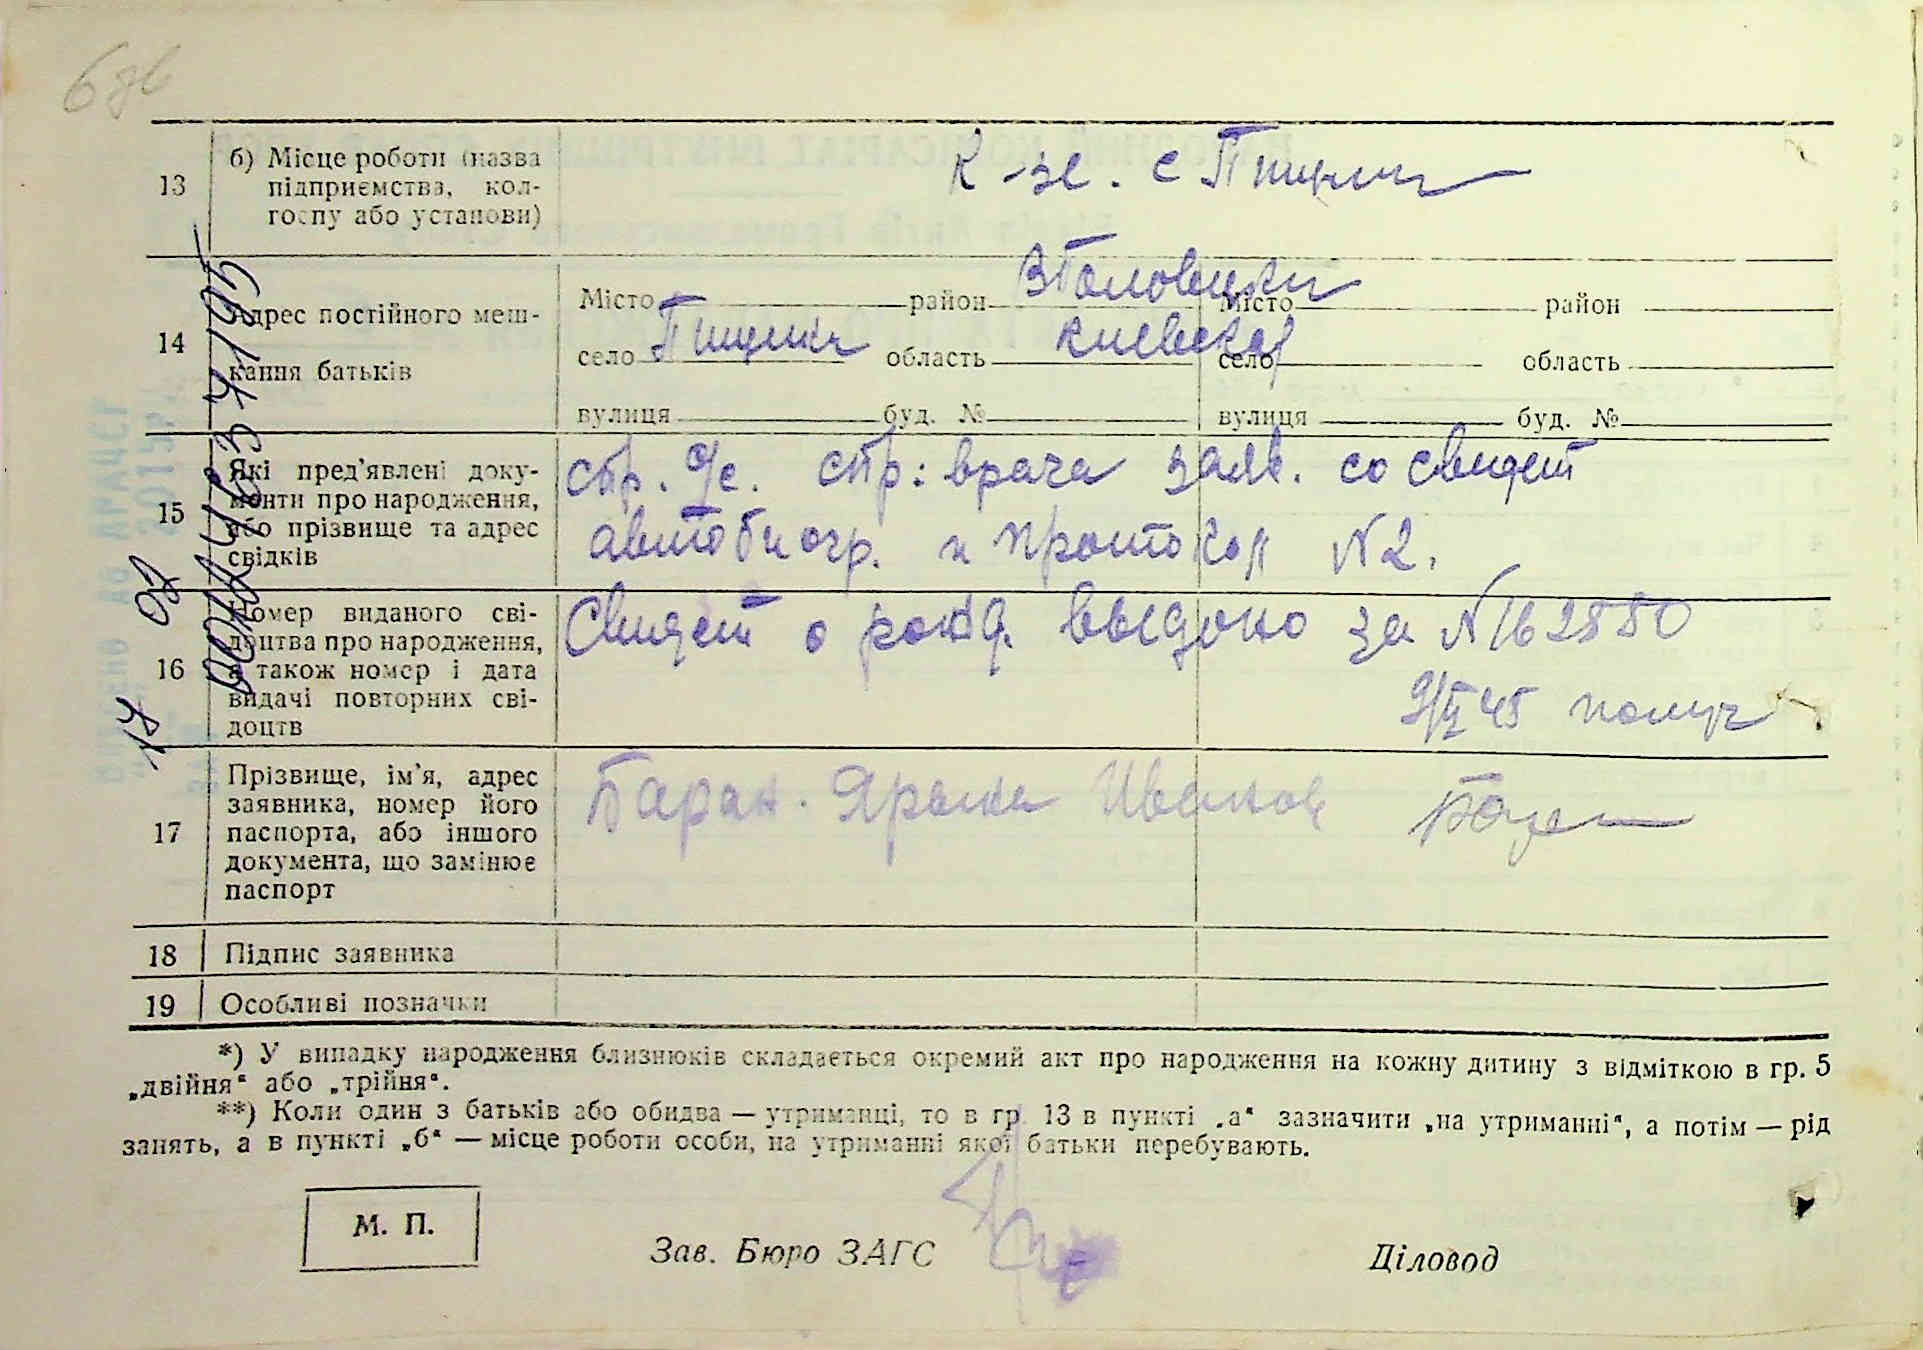 13
б) Місце роботи (назва
підприємства, кол-
госпу або установи)
К-зе. с Пищики
14
Адрес постійного меш-
кання батьків
Місто район Місто район
село Пищики область Киевская село область
вулиця буд. № вулиця буд. №
15
Які пред'явлені доку-
менти про народження,
або прізвище та адрес
свідків
спр. с/с. спр: врача заяв. со свидет
автобиогр. и протокол N 2.
16
Номер виданого сві-
доцтва про народження,
а також номер і дата
видачі повторних сві-
доцтв
Свидет о рожд. выдано за N 162580
9/II 45 получ
17
Прізвище, ім'я, адрес
заявника, номер його
паспорта, або іншого
документа, що замінює
паспорт
Баран. Ярына Иванов
18 Підпис заявника
19 Особливі позначки
*) У випадку народження близнюків складається окремий акт про народження на кожну дитину з відміткою в гр. 5
„двійня“ або „трійня“.
**) Коли один з батьків або обидва — утриманці, то в гр. 13 в пункті „а“ зазначити „на утриманні“, а потім — рід
занять, а в пункті „б“ — місце роботи особи, на утриманні якої батьки перебувають.
М. П.
Зав. Бюро ЗАГС
Діловод